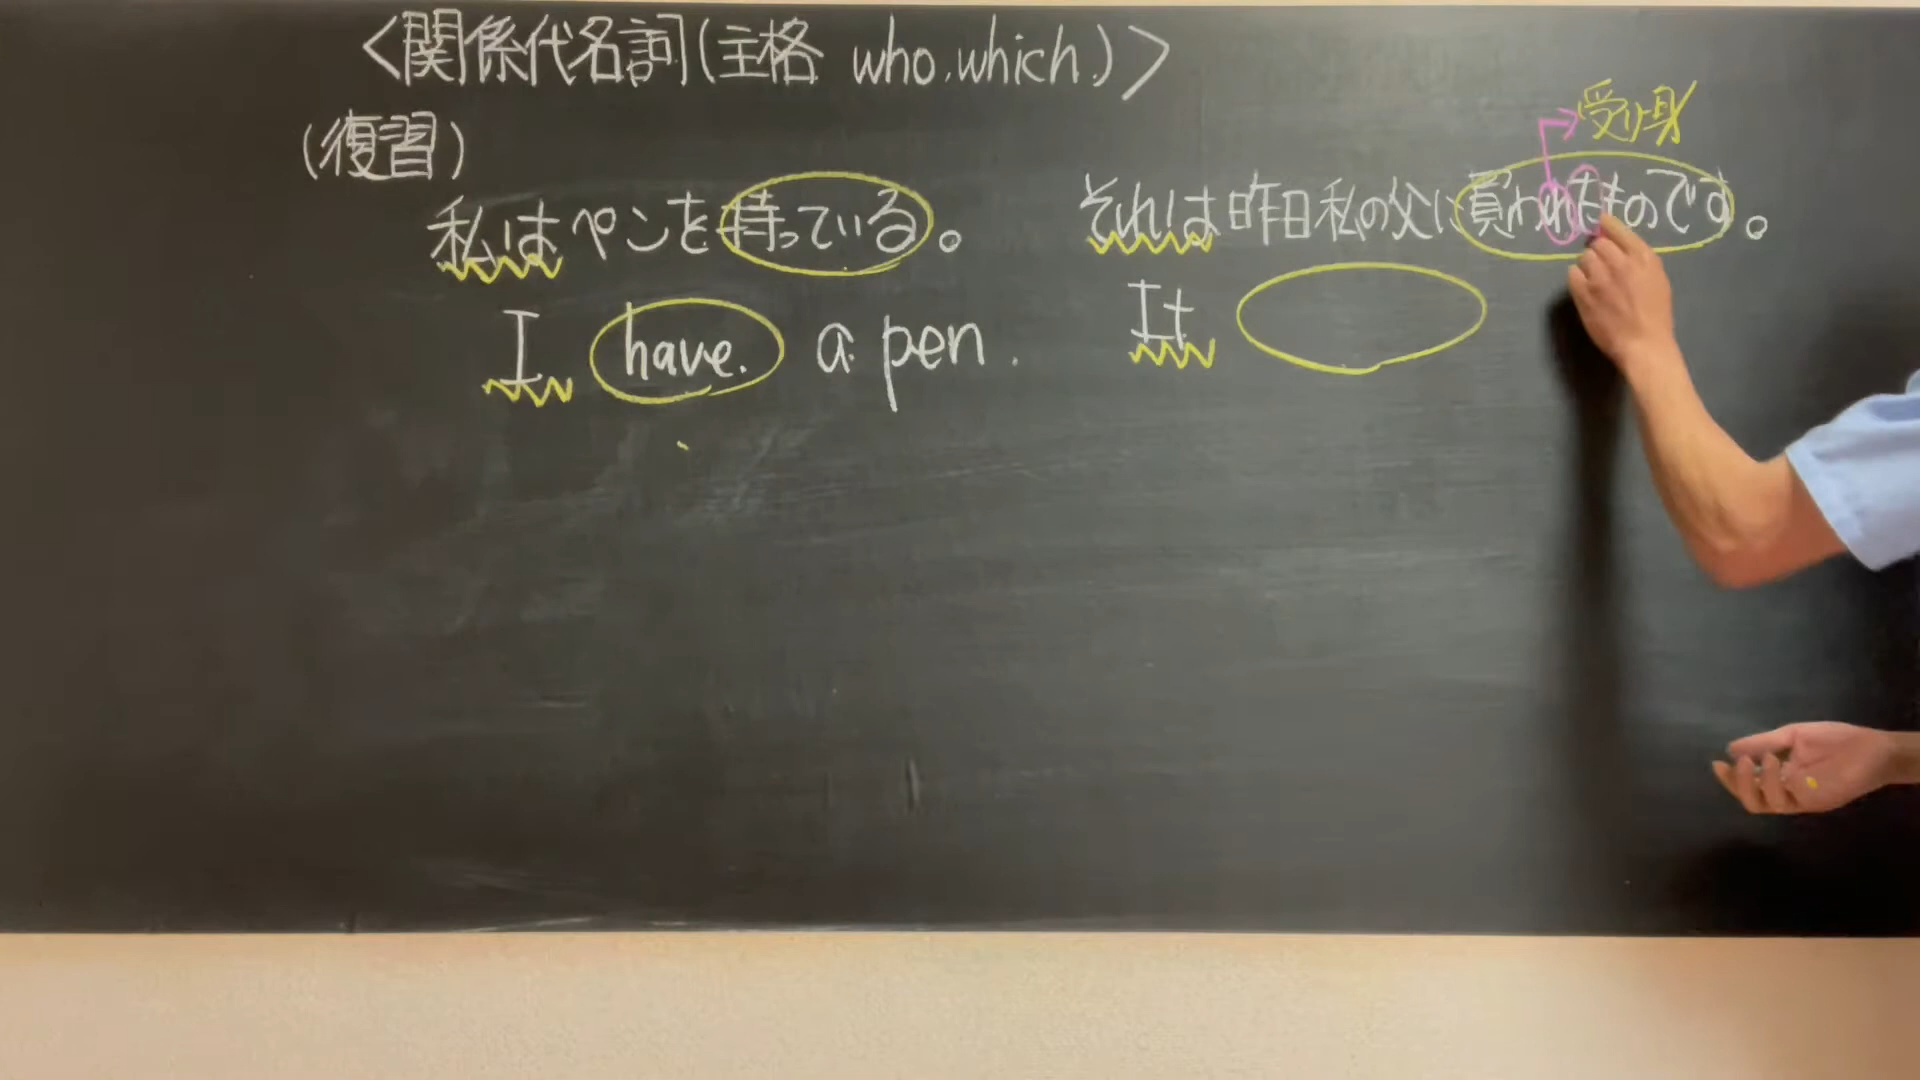 <関係代名詞(主格 who,which)>
(復習)
受け身
私はペンを持っている。
それは昨日私の父に買われたものです。
I have a pen.
It